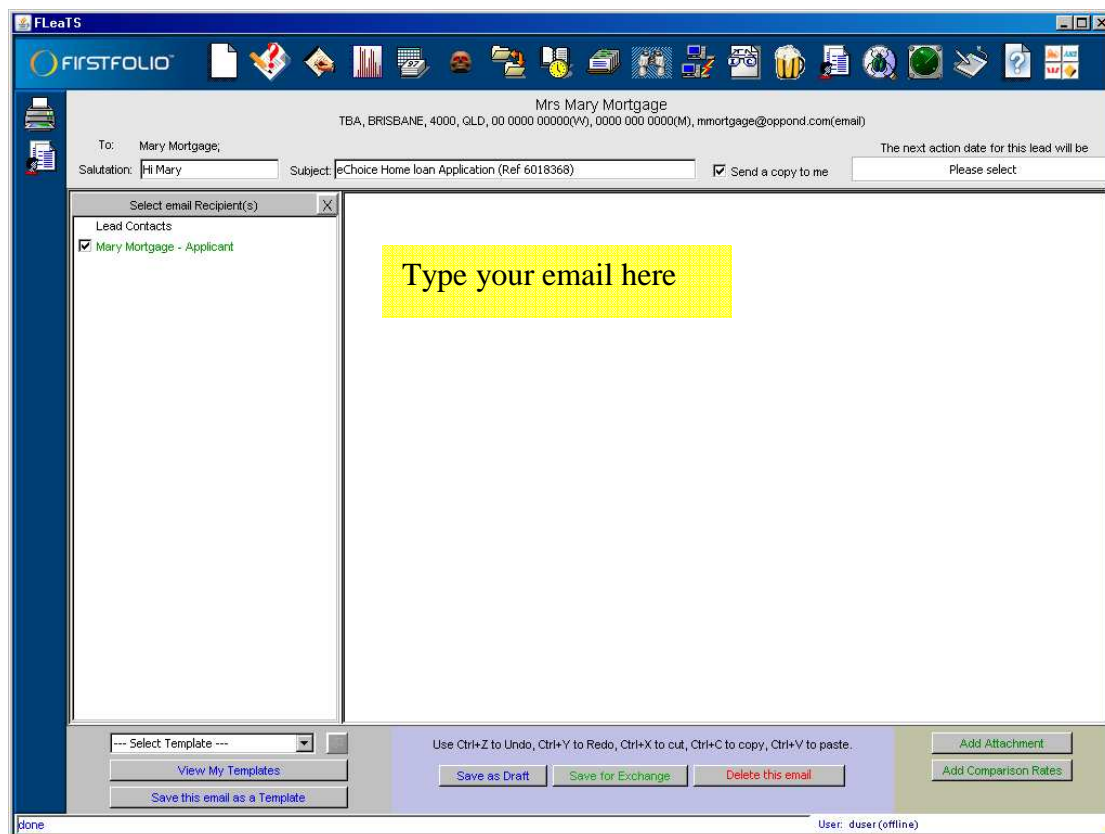 FLeaTS
FIRSTFOLIO™
Mrs Mary Mortgage
TBA, BRISBANE, 4000, QLD, 00 0000 00000(W), 0000 000 0000(M), mmortgage@oppond.com(email)
To: Mary Mortgage;
The next action date for this lead will be
Salutation: Hi Mary Subject: eChoice Home loan Application (Ref 6018368) Send a copy to me Please select
Select email Recipient(s) X
Lead Contacts
Mary Mortgage - Applicant
Type your email here
--- Select Template ---
View My Templates
Save this email as a Template
Use Ctrl+Z to Undo, Ctrl+Y to Redo, Ctrl+X to cut, Ctrl+C to copy, Ctrl+V to paste.
Save as Draft Save for Exchange Delete this email
Add Attachment
Add Comparison Rates
done User: duser(offline)